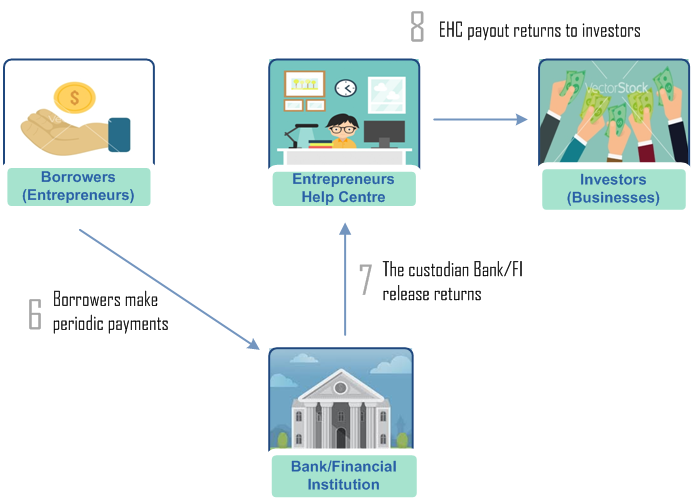 8 EHC payout returns to investors
$
VectorStock
Borrowers
(Entrepreneurs)
Entrepreneurs
Help Centre
Investors
(Businesses)
6 Borrowers make
periodic payments
7 The custodian Bank/FI
release returns
Bank/Financial
Institution